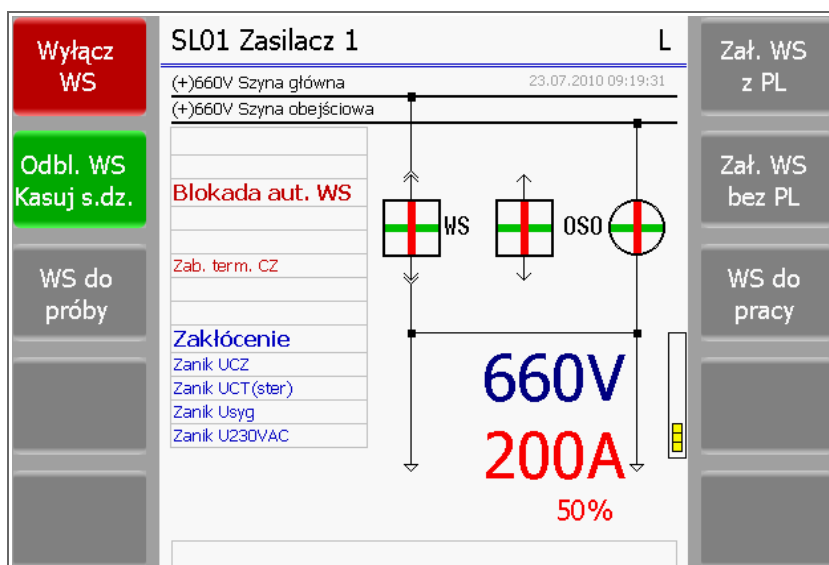 Wyłącz
WS
Odbl. WS
Kasuj s.dz.
WS do
próby
SL01 Zasilacz 1
L
(+)660V Szyna główna
23.07.2010 09:19:31
(+)660V Szyna obejściowa
Blokada aut. WS
Zab. term. CZ
Zakłócenie
Zanik UCZ
Zanik UCT(ster)
Zanik Usyg
Zanik U230VAC
WS
OSO
660V
200A
50%
Zał. WS
z PL
Zał. WS
bez PL
WS do
pracy